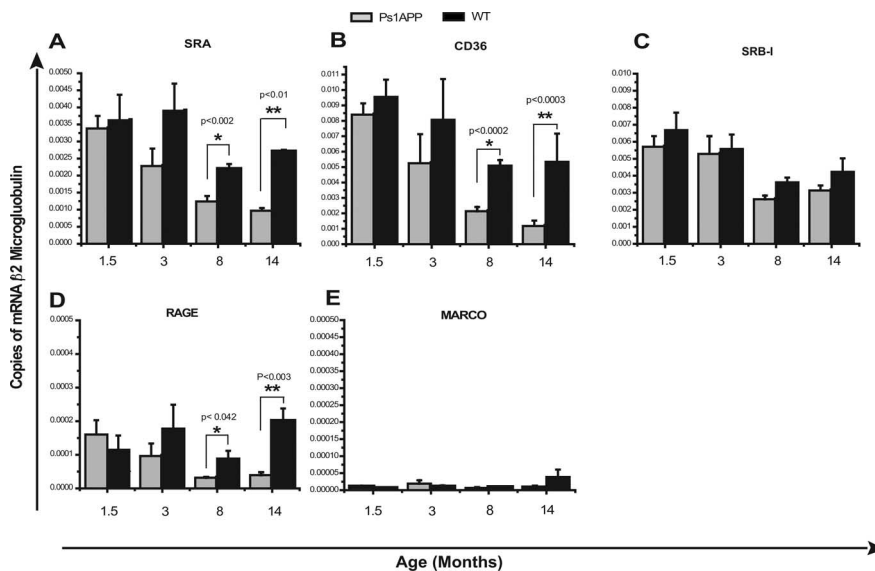 Ps1APP WT
A
SRA
0.0050
0.0045
0.0040
0.0035
0.0030
0.0025
0.0020
0.0015
0.0010
0.0005
0.0000
p<0.002
*
p<0.01
**
1.5 3 8 14
B
CD36
0.011
0.010
0.009
0.008
0.007
0.006
0.005
0.004
0.003
0.002
0.001
0.000
p<0.0002
*
p<0.0003
**
1.5 3 8 14
C
SRB-I
0.010
0.009
0.008
0.007
0.006
0.005
0.004
0.003
0.002
0.001
0.000
1.5 3 8 14
D
RAGE
0.0005
0.0004
0.0003
0.0002
0.0001
0.0000
p< 0.042
*
P<0.003
**
1.5 3 8 14
E
MARCO
0.00050
0.00045
0.00040
0.00035
0.00030
0.00025
0.00020
0.00015
0.00010
0.00005
0.00000
1.5 3 8 14
Copies of mRNA β2 Microgluobulin
Age (Months)